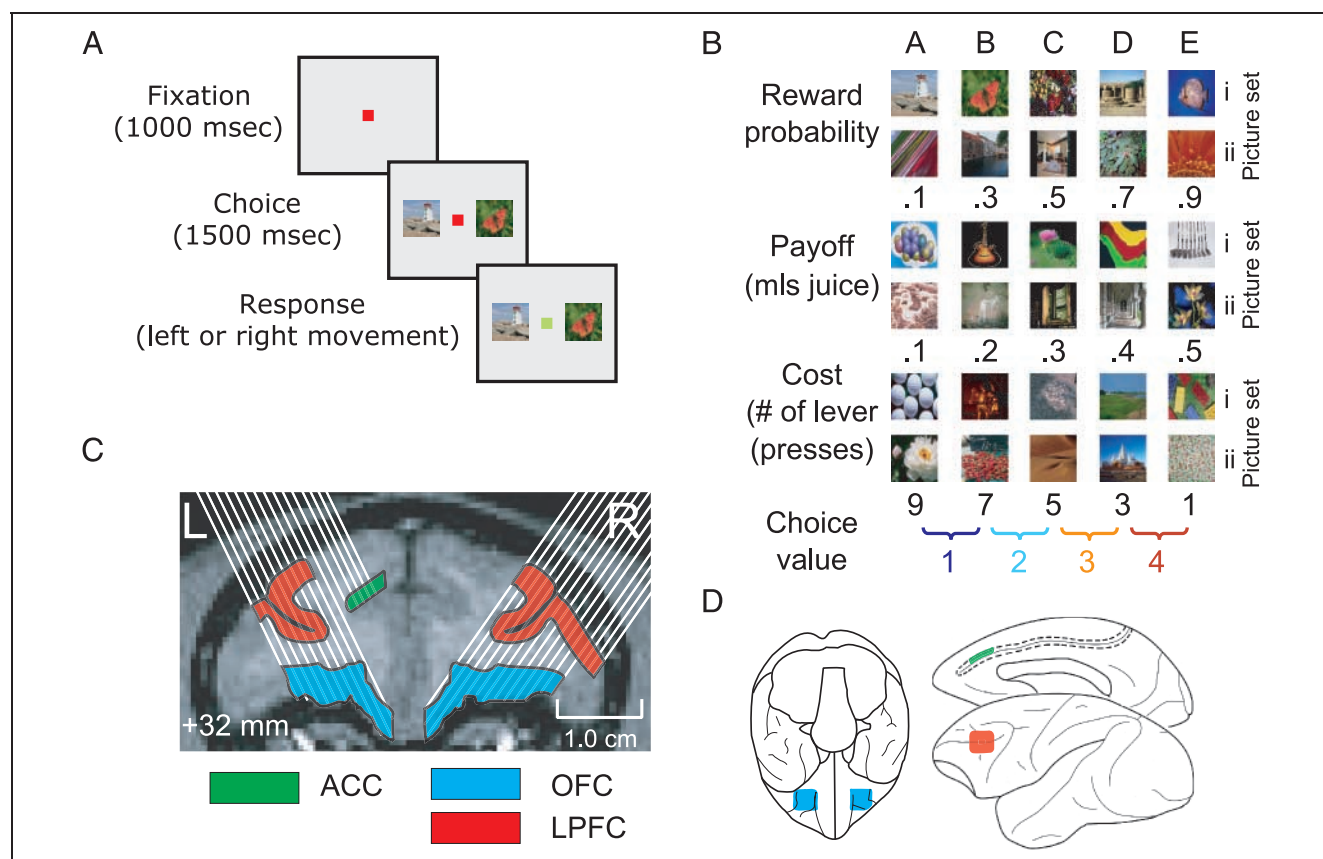 A
Fixation
(1000 msec)
Choice
(1500 msec)
Response
(left or right movement)
B
A B C D E
Reward
probability
i
ii
Picture set
.1 .3 .5 .7 .9
Payoff
(mls juice)
i
ii
Picture set
.1 .2 .3 .4 .5
Cost
(# of lever
(presses)
i
ii
Picture set
9 7 5 3 1
Choice
value
1 2 3 4
C
L R
+32 mm
1.0 cm
ACC
OFC
LPFC
D